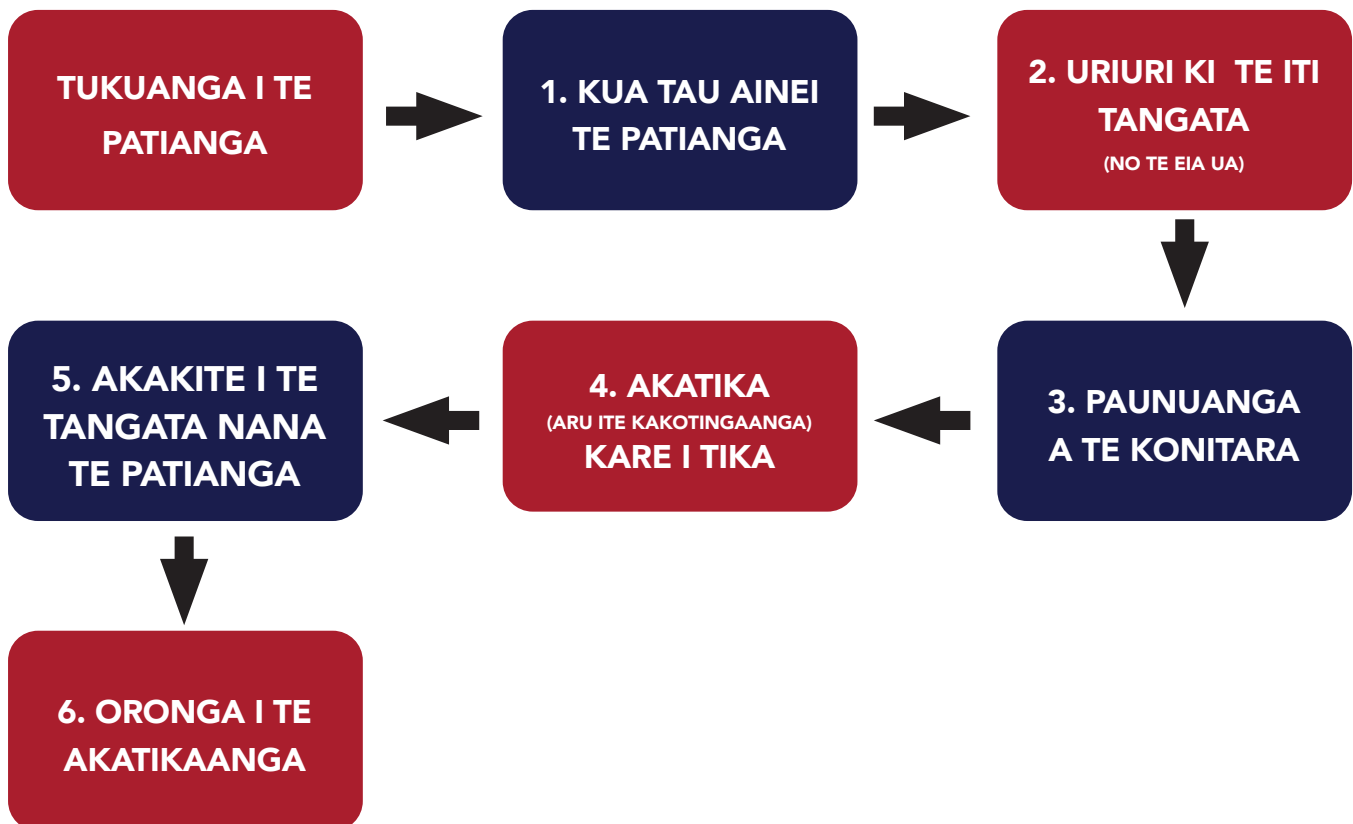 TUKUANGA I TE
PATIANGA
1. KUA TAU AINEI
TE PATIANGA
2. URIURI KI TE ITI
TANGATA
(NO TE EIA UA)
3. PAUNUANGA
A TE KONITARA
4. AKATIKA
(ARU ITE KAKOTINGAANGA)
KARE I TIKA
5. AKAKITE I TE
TANGATA NANA
TE PATIANGA
6. ORONGA I TE
AKATIKAANGA